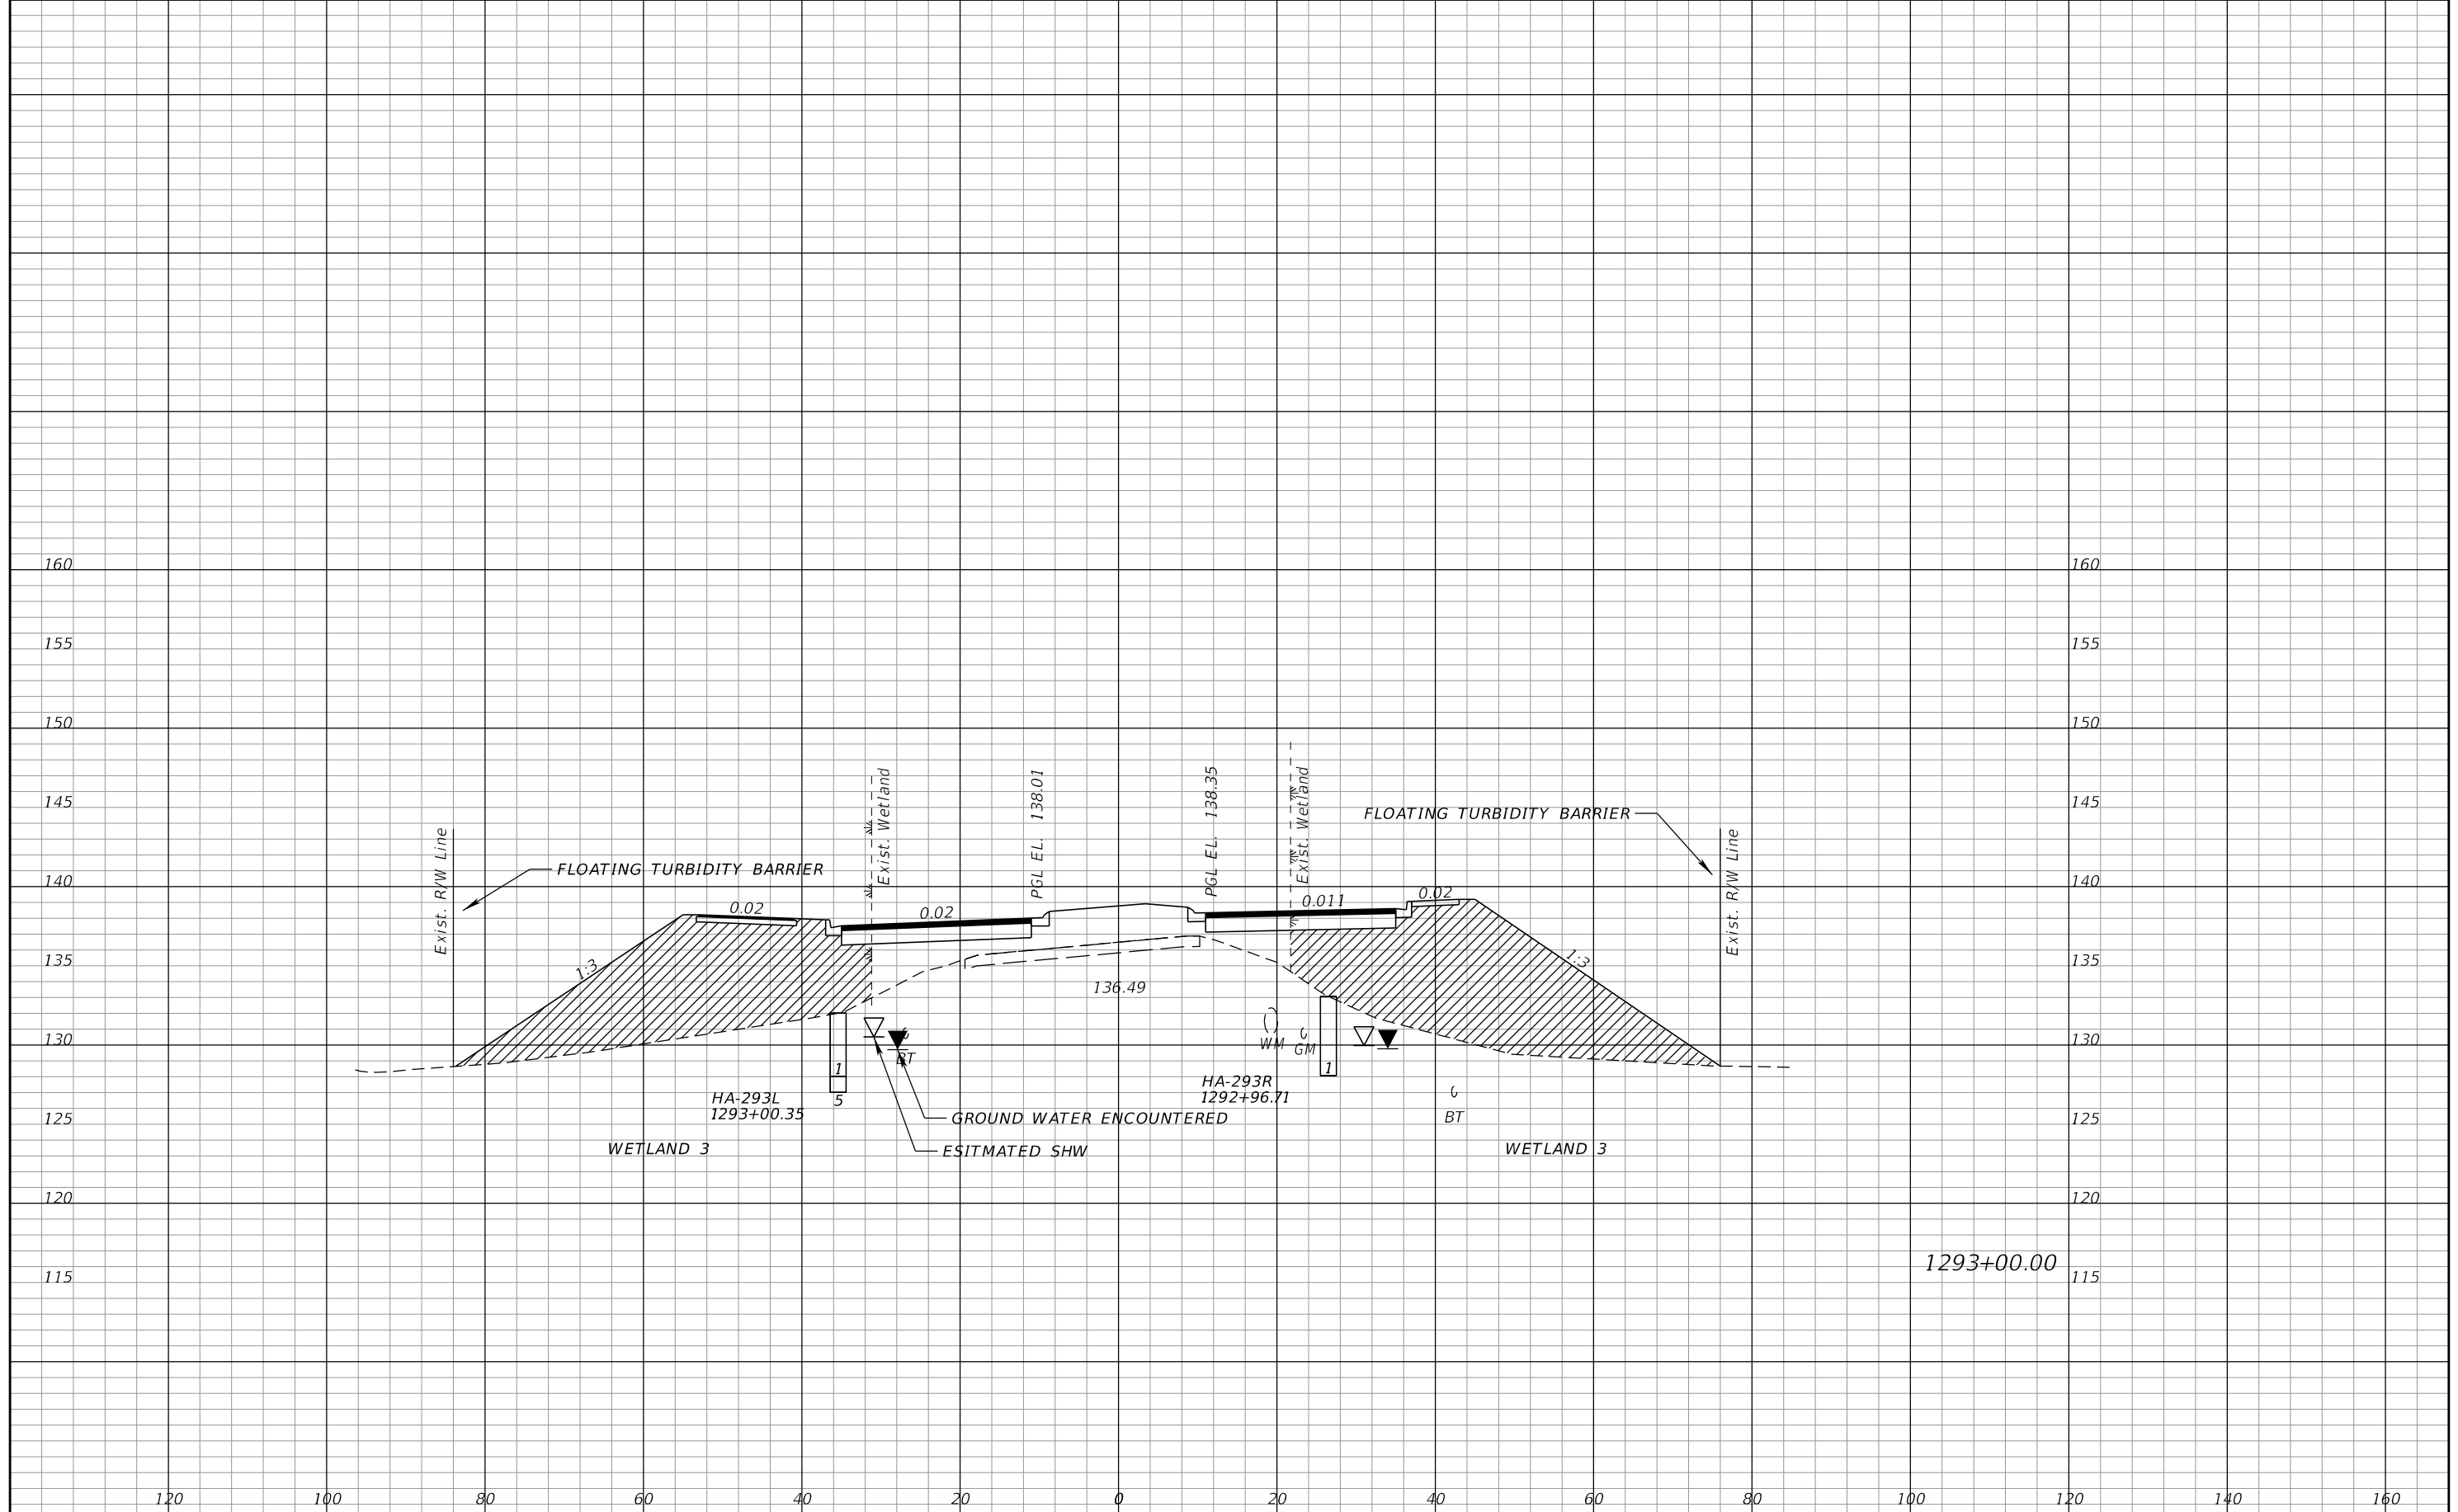 160
160
155
155
150
150
145
145
140
140
135
135
130
130
125
125
120
120
115
115
Exist. R/W Line
FLOATING TURBIDITY BARRIER
Exist. Wetland
PGL EL. 138.01
PGL EL. 138.35
Exist. Wetland
FLOATING TURBIDITY BARRIER
Exist. R/W Line
1:3
0.02
0.02
0.011
0.02
1:3
136.49
BT
WM
GM
1
5
1
HA-293L
1293+00.35
HA-293R
1292+96.71
BT
GROUND WATER ENCOUNTERED
ESITMATED SHW
WETLAND 3
WETLAND 3
1293+00.00
120
100
80
60
40
20
0
20
40
60
80
100
120
140
160